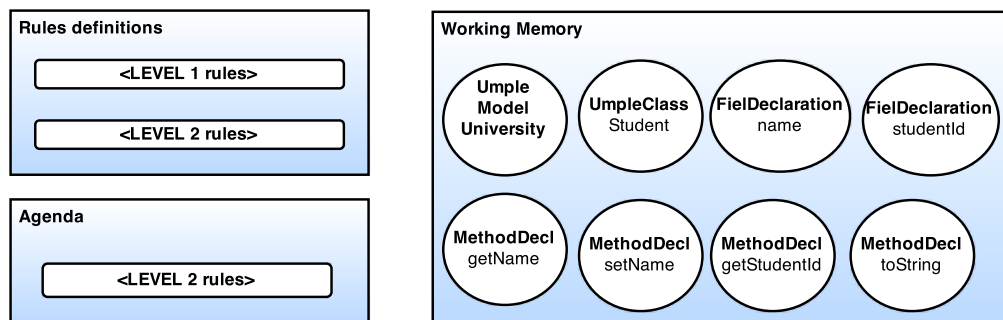 Rules definitions
<LEVEL 1 rules>
<LEVEL 2 rules>
Agenda
<LEVEL 2 rules>
Working Memory
Umple
Model
University
UmpleClass
Student
FielDeclaration
name
FielDeclaration
studentId
MethodDecl
getName
MethodDecl
setName
MethodDecl
getStudentId
MethodDecl
toString